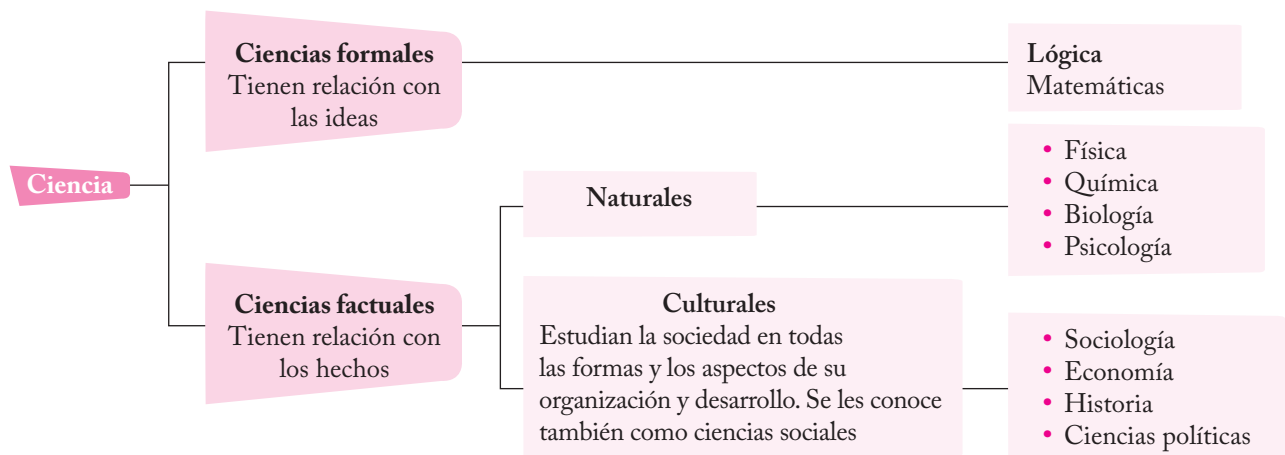 Ciencia
Ciencias formales
Tienen relación con
las ideas
Lógica
Matemáticas
Ciencias factuales
Tienen relación con
los hechos
Naturales
• Física
• Química
• Biología
• Psicología
Culturales
Estudian la sociedad en todas
las formas y los aspectos de su
organización y desarrollo. Se les conoce
también como ciencias sociales
• Sociología
• Economía
• Historia
• Ciencias políticas